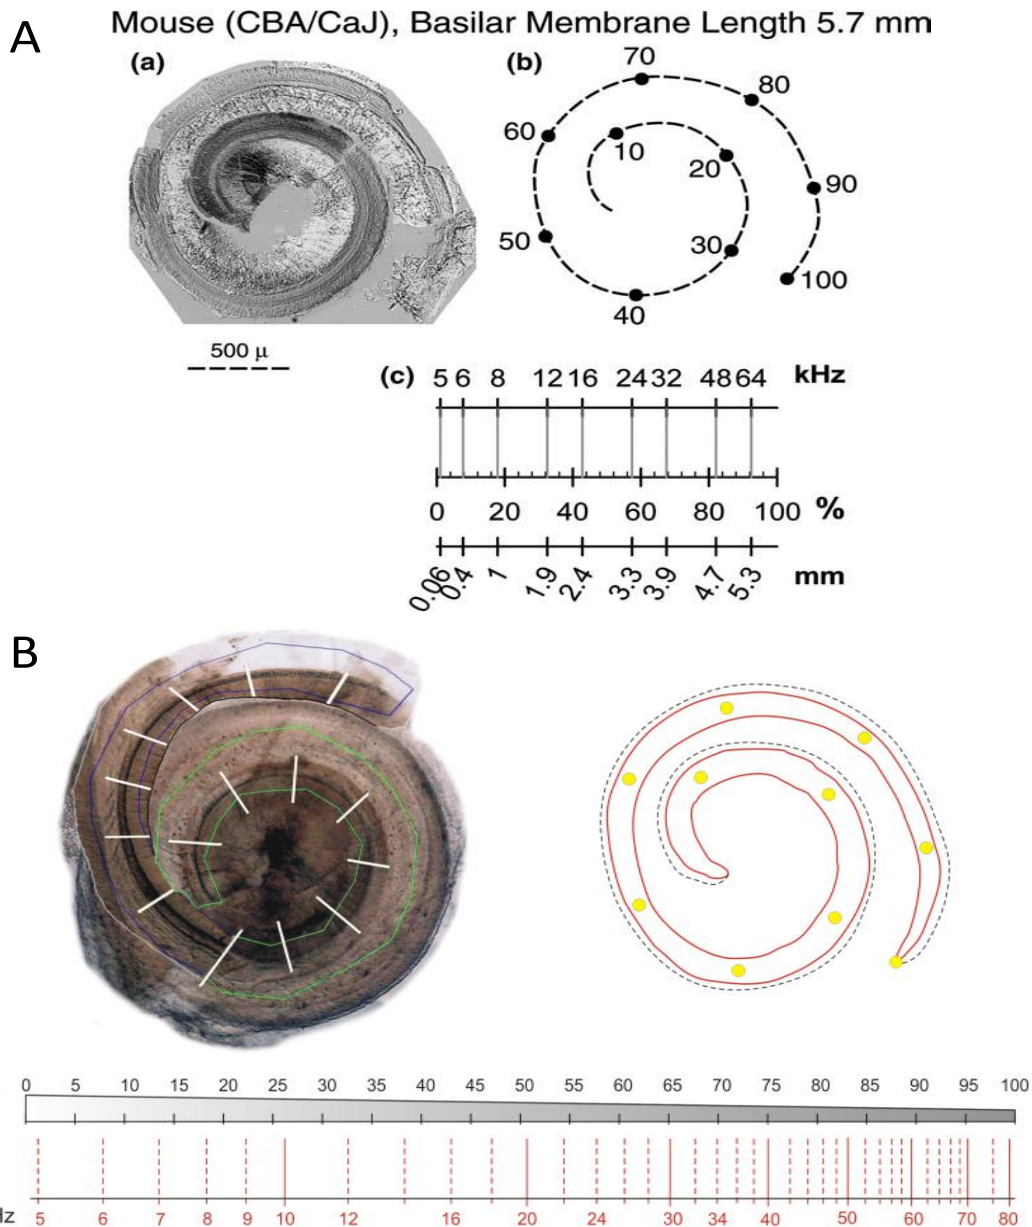 A
Mouse (CBA/CaJ), Basilar Membrane Length 5.7 mm
(a)
(b)
70
80
60
10
20
90
50
30
100
40
500 µ
(c) 5 6 8 12 16 24 32 48 64 kHz
0 20 40 60 80 100 %
0.06 0.4 1 1.9 2.4 3.3 3.9 4.7 5.3 mm
B
0 5 10 15 20 25 30 35 40 45 50 55 60 65 70 75 80 85 90 95 100
5 6 7 8 9 10 12 16 20 24 30 34 40 50 60 70 80